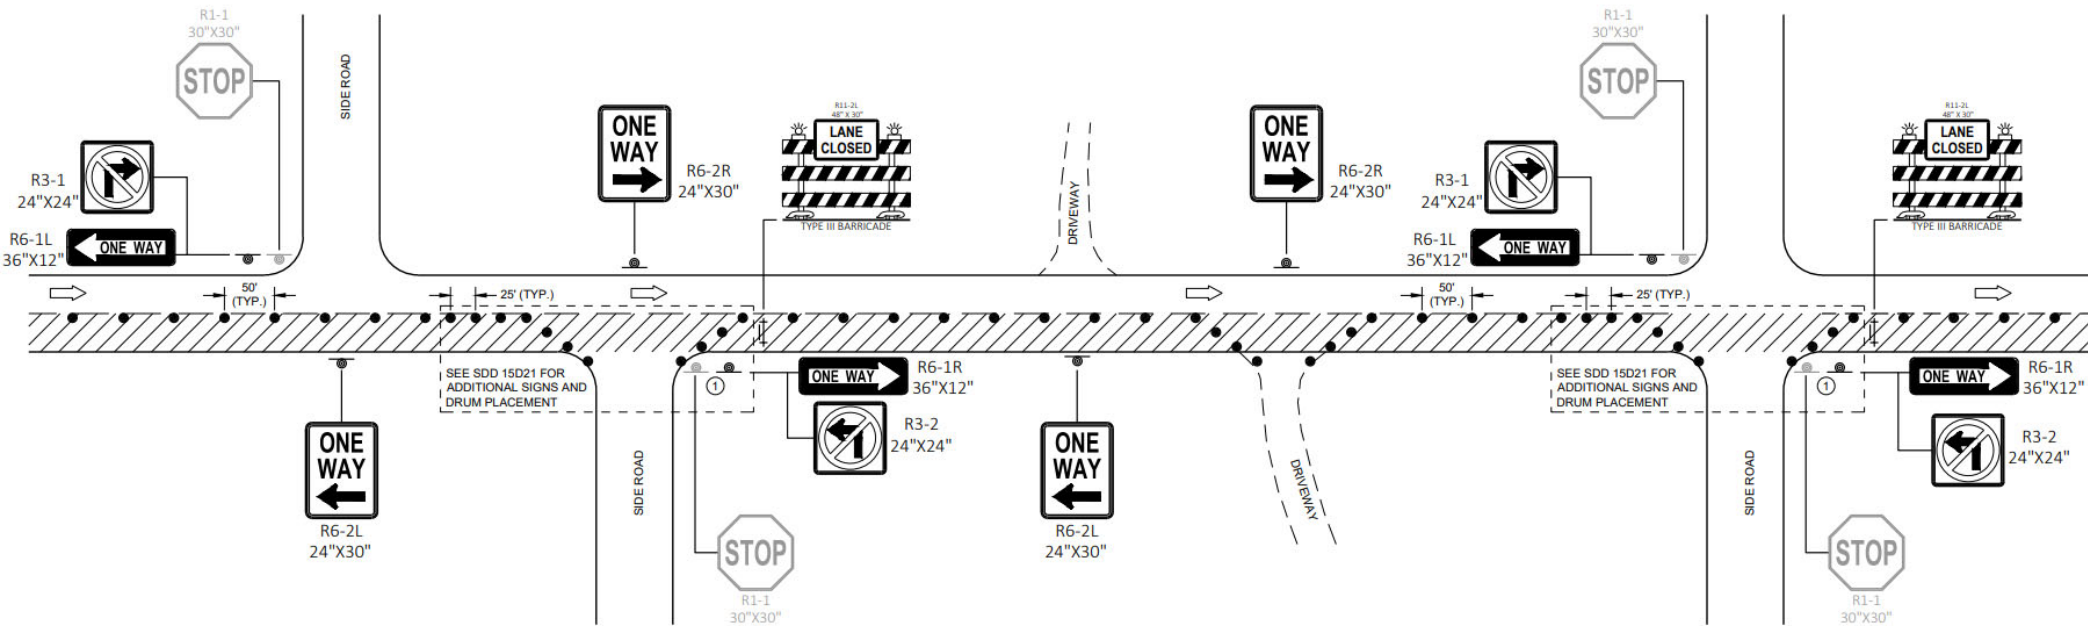 R1-1
30"X30"
STOP
SIDE ROAD
R3-1
24"X24"
R6-1L
36"X12"
ONE WAY
ONE
WAY
R6-2R
24"X30"
R11-2L
48" X 30"
LANE
CLOSED
TYPE III BARRICADE
DRIVEWAY
ONE
WAY
R6-2R
24"X30"
R1-1
30"X30"
STOP
R3-1
24"X24"
R6-1L
36"X12"
ONE WAY
R11-2L
48" X 30"
LANE
CLOSED
TYPE III BARRICADE
50'
(TYP.)
25' (TYP.)
50'
(TYP.)
25' (TYP.)
SEE SDD 15D21 FOR
ADDITIONAL SIGNS AND
DRUM PLACEMENT
1
ONE WAY
R6-1R
36"X12"
R3-2
24"X24"
ONE
WAY
R6-2L
24"X30"
SIDE ROAD
STOP
R1-1
30"X30"
ONE
WAY
R6-2L
24"X30"
DRIVEWAY
SEE SDD 15D21 FOR
ADDITIONAL SIGNS AND
DRUM PLACEMENT
1
ONE WAY
R6-1R
36"X12"
R3-2
24"X24"
SIDE ROAD
STOP
R1-1
30"X30"